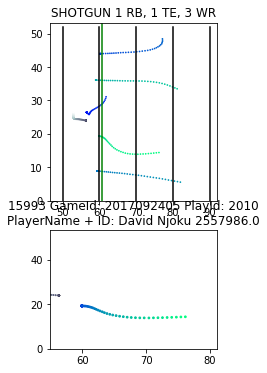 SHOTGUN 1 RB, 1 TE, 3 WR
50
40
30
20
10
0
50 60 70 80 90
15993 GameId: 2017092405 PlayId: 2010
PlayerName + ID: David Njoku 2557986.0
40
20
0
60 70 80